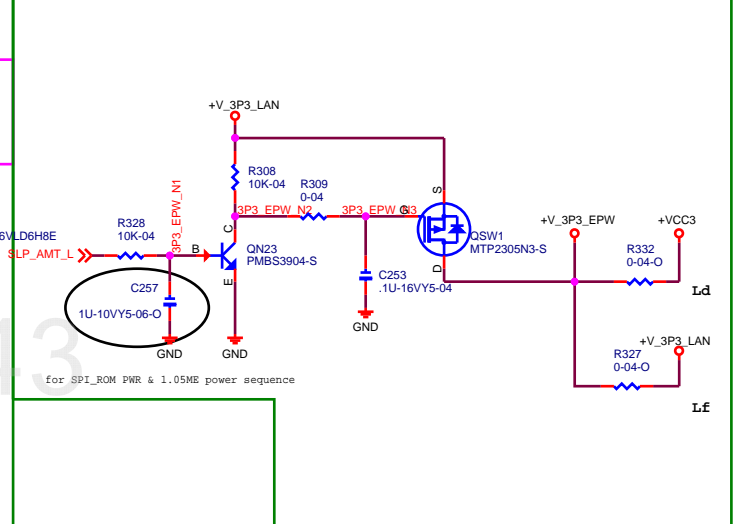 +V_3P3_LAN
R308
10K-04
R309
0-04
3P3_EPW_N1
3P3_EPW_N2
3P3_EPW_N3
G
S
D
QSW1
MTP2305N3-S
+V_3P3_EPW
+VCC3
R332
0-04-O
Ld
6VLD6H8E
R328
10K-04
SLP_AMT_L
B
C
E
QN23
PMBS3904-S
C257
1U-10VY5-06-O
C253
.1U-16VY5-04
GND
GND
GND
+V_3P3_LAN
R327
0-04-O
Lf
43
for SPI_ROM PWR & 1.05ME power sequence